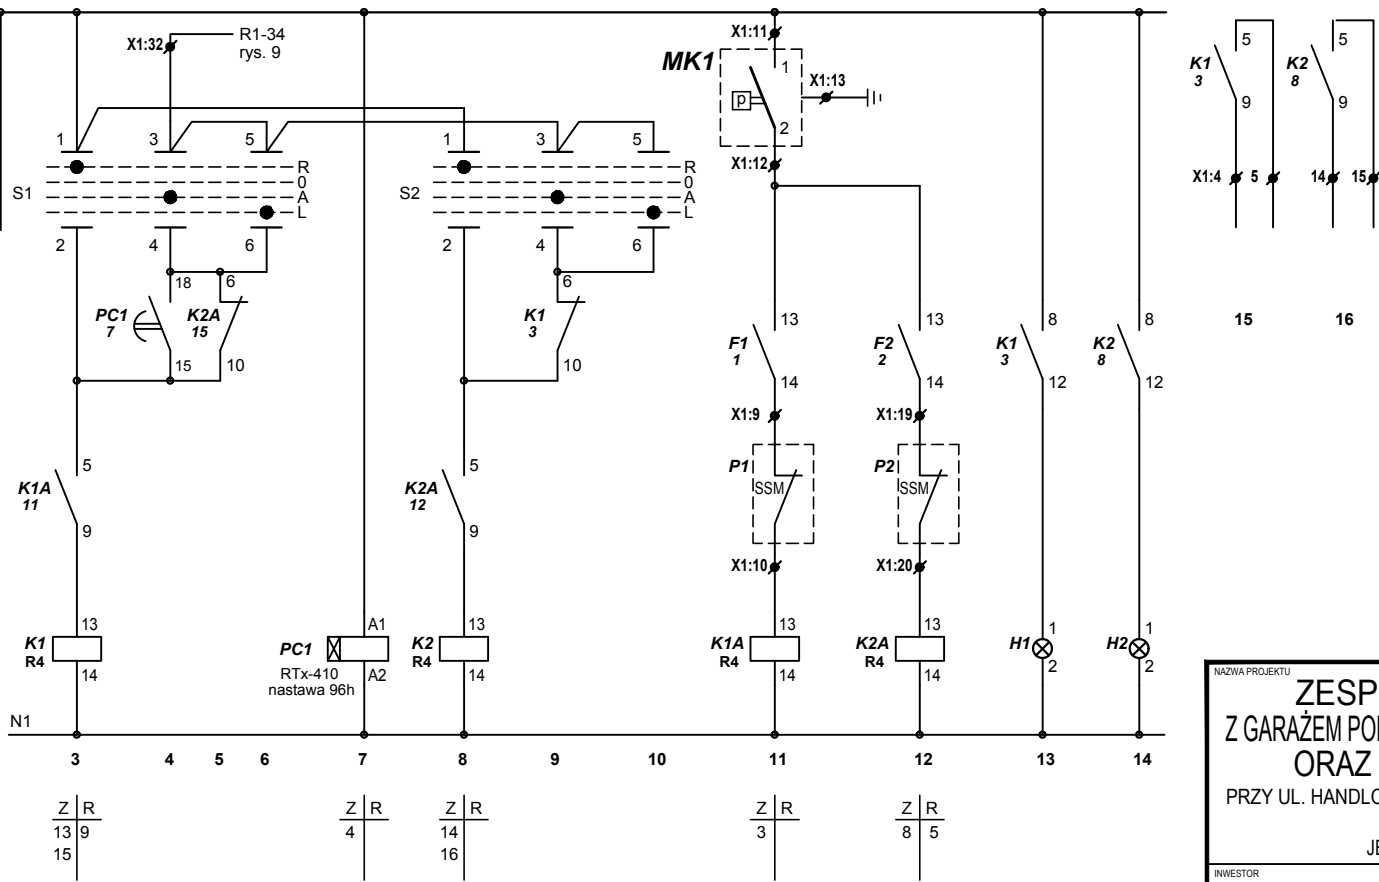 X1:32 R1-34
rys. 9
X1:11
MK1
1
X1:13
p
2
X1:12
5
K1
3
9
5
K2
8
9
X1:4 5 14 15
15 16
1 3 5 1 3 5
R
0
A
L
S1
R
0
A
L
S2
2 4 6 2 4 6
18 6
PC1
7
K2A
15
15 10
6
K1
3
10
13
F1
1
14
13
F2
2
14
8
K1
3
12
8
K2
8
12
X1:9 X1:19
P1
SSM
P2
SSM
X1:10 X1:20
5
K1A
11
9
5
K2A
12
9
13
K1
R4
14
A1
PC1
A2
RTx-410
nastawa 96h
13
K2
R4
14
13
K1A
R4
14
13
K2A
R4
14
1
H1
2
1
H2
2
N1
3 4 5 6 7 8 9 10 11 12 13 14
Z R
13 9
15
Z R
4
Z R
14
16
Z R
3
Z R
8 5
NAZWA PROJEKTU
ZESP
Z GARAŻEM
ORAZ
PRZY UL.
INWESTOR